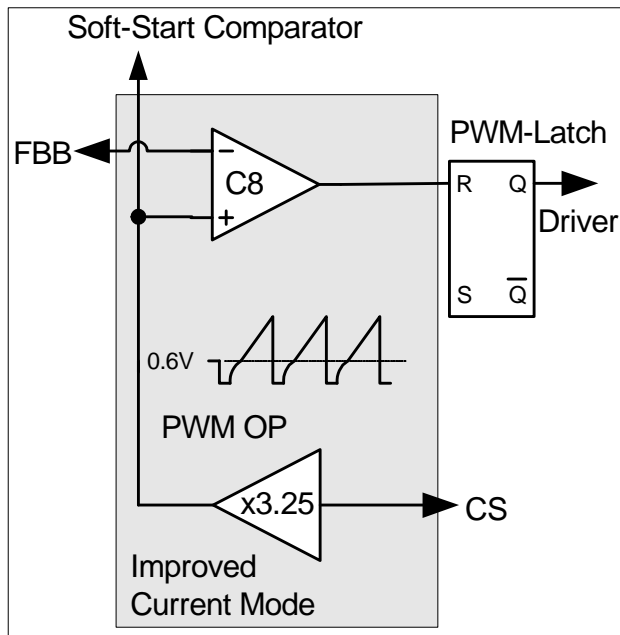 Soft-Start Comparator
FBB
PWM-Latch
−
C8
+
R Q
Driver
S Q̅
0.6V
PWM OP
x3.25
CS
Improved
Current Mode